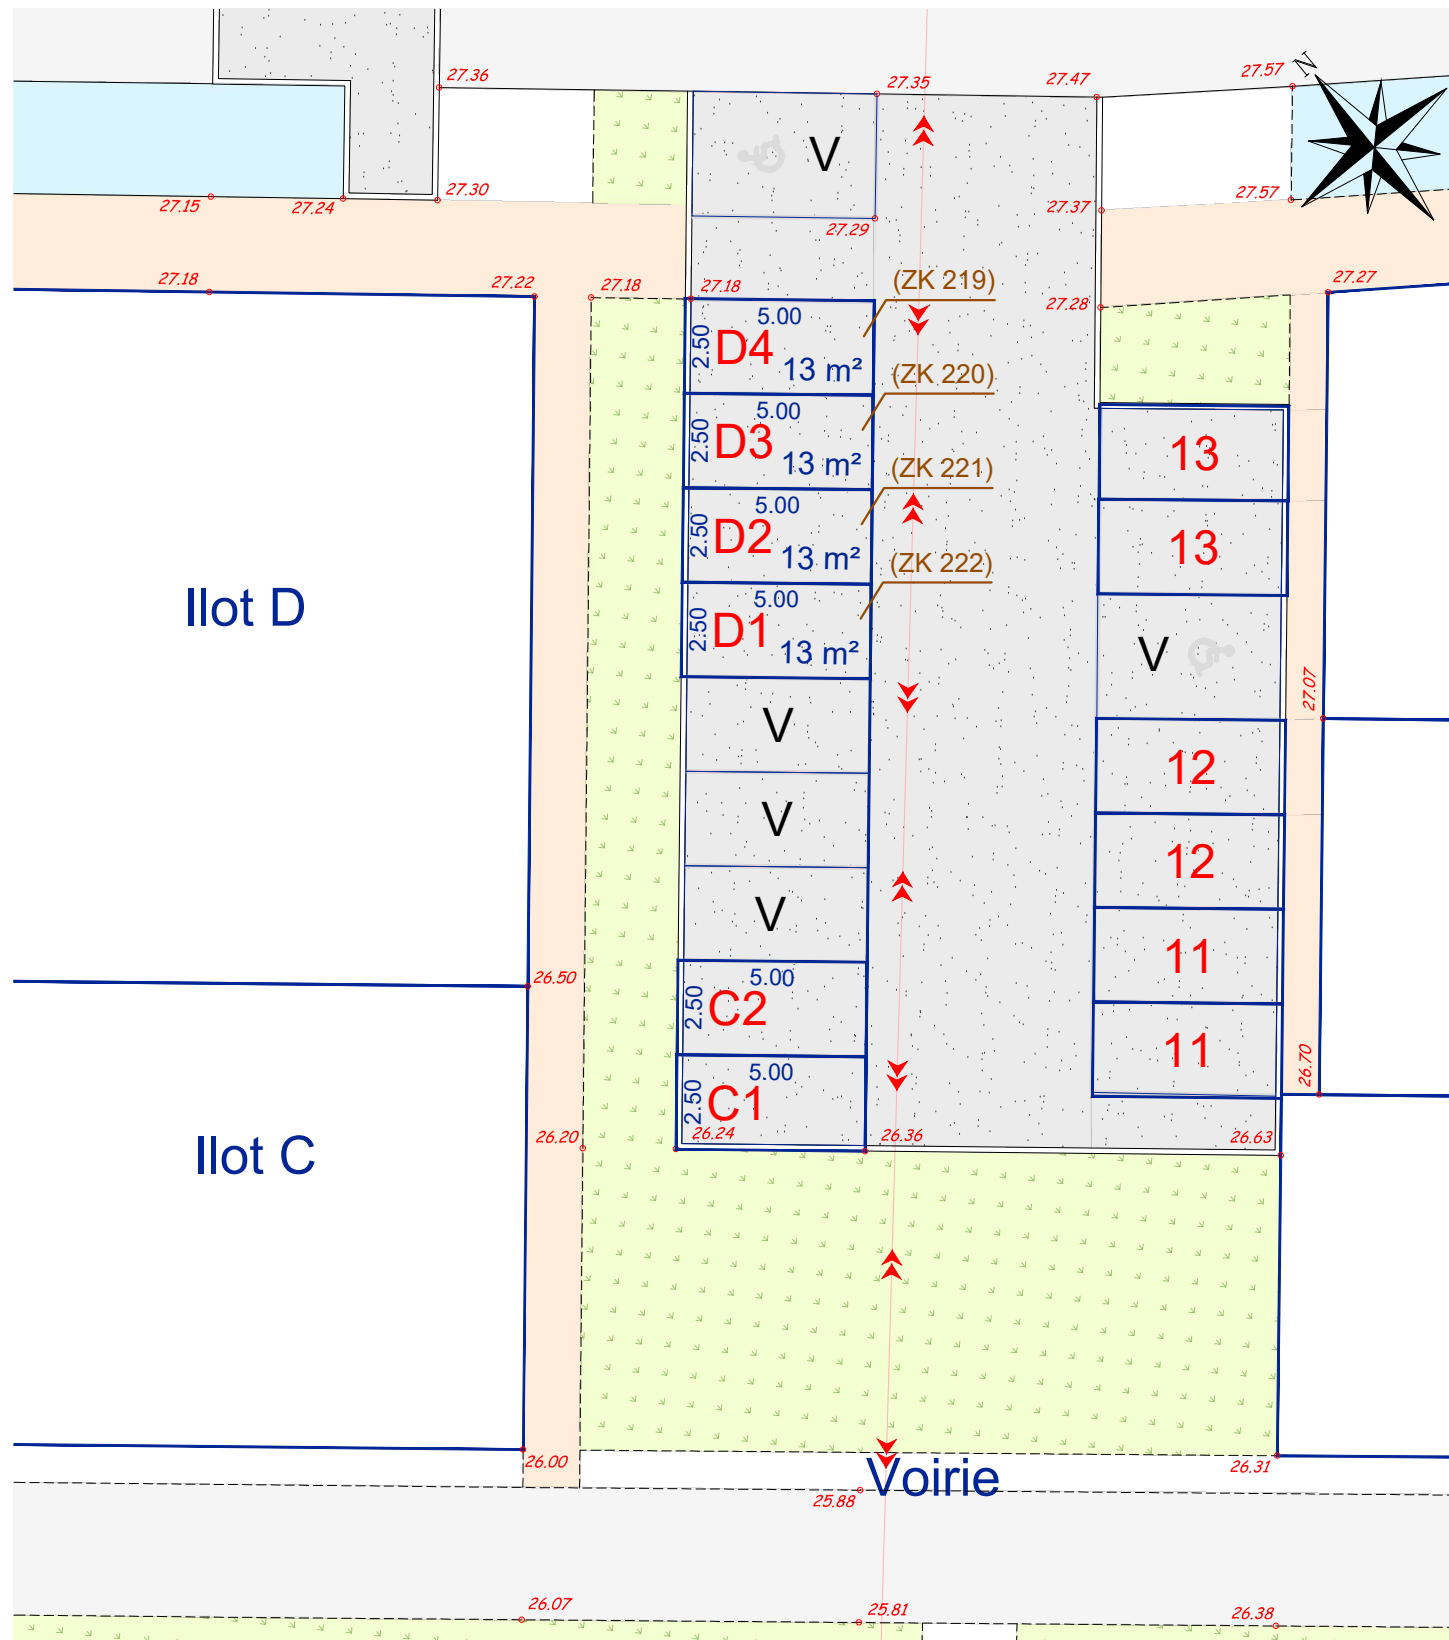 N
27.36
27.35
27.47
27.57
V
27.30
27.15
27.24
27.29
27.37
27.57
27.18
27.22
27.18
27.18
(ZK 219)
27.28
27.27
5.00
2.50
D4
13 m²
(ZK 220)
5.00
2.50
D3
13 m²
13
(ZK 221)
5.00
2.50
D2
13 m²
13
(ZK 222)
5.00
2.50
D1
13 m²
Ilot D
V
27.07
V
12
V
12
V
11
26.50
5.00
2.50
C2
11
26.70
5.00
2.50
C1
26.20
26.24
26.36
26.63
Ilot C
26.00
Voirie
26.31
25.88
26.07
25.81
26.38